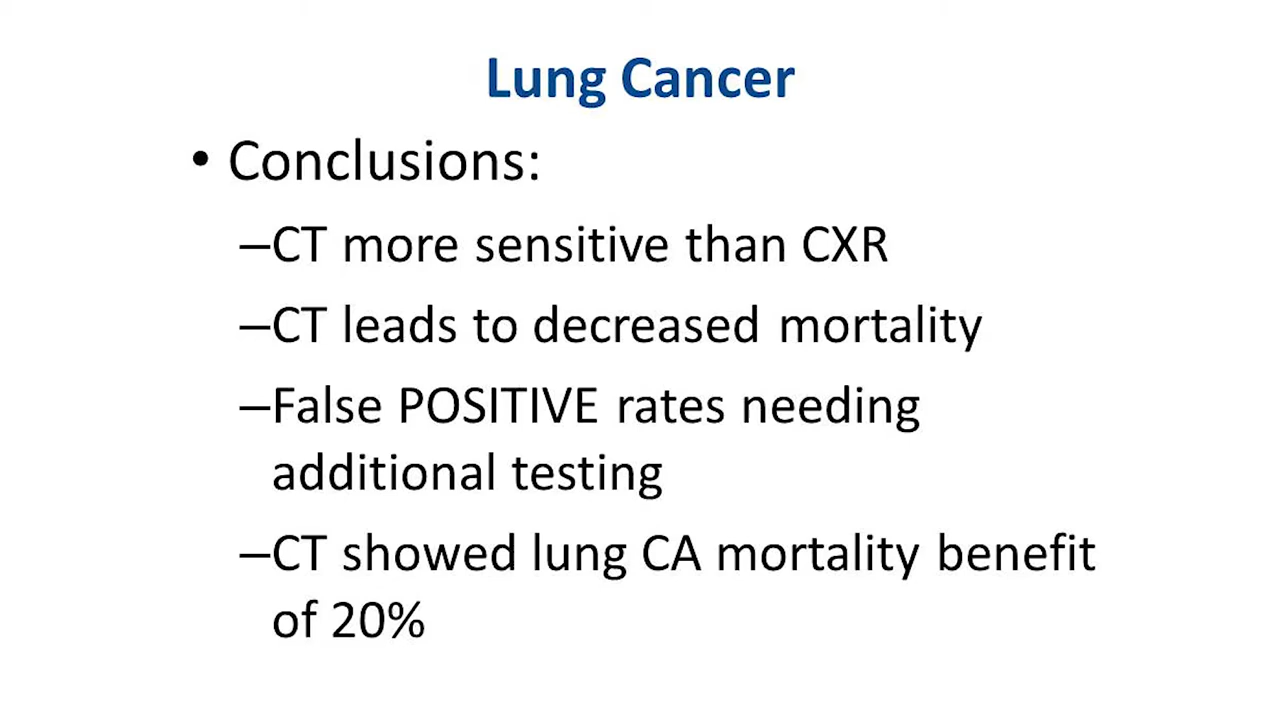 Lung Cancer
• Conclusions:
–CT more sensitive than CXR
–CT leads to decreased mortality
–False POSITIVE rates needing
additional testing
–CT showed lung CA mortality benefit
of 20%